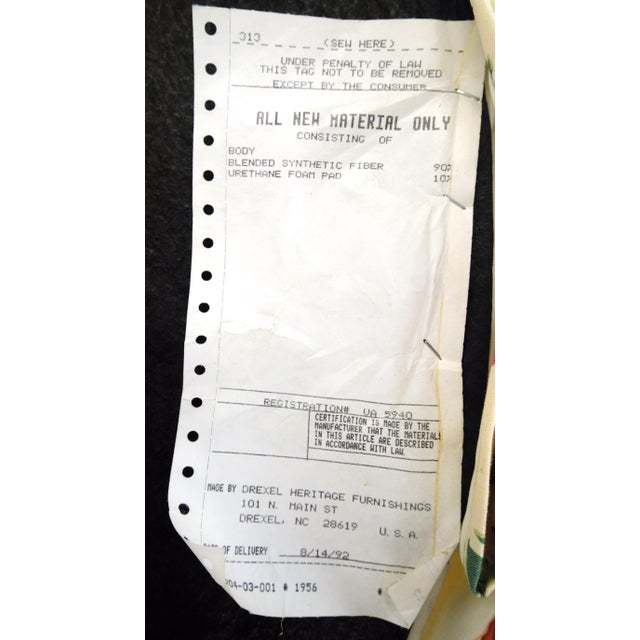 313 (SEW HERE)
UNDER PENALTY OF LAW
THIS TAG NOT TO BE REMOVED
EXCEPT BY THE CONSUMER
ALL NEW MATERIAL ONLY
CONSISTING OF
BODY
BLENDED SYNTHETIC FIBER 90%
URETHANE FOAM PAD 10%
REGISTRATION# VA 5940
CERTIFICATION IS MADE BY THE
MANUFACTURER THAT THE MATERIALS
IN THIS ARTICLE ARE DESCRIBED
IN ACCORDANCE WITH LAW.
MADE BY DREXEL HERITAGE FURNISHINGS
101 N. MAIN ST
DREXEL, NC 28619 U.S.A.
OF DELIVERY 8/14/92
04-03-001 # 1956 #